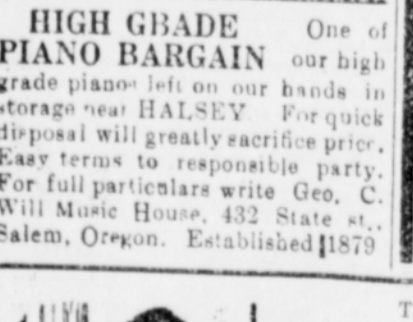 HIGH GRADE One of
PIANO BARGAIN our high
grade pianos left on our hands in
storage near HALSEY For quick
disposal will greatly sacrifice price.
Easy terms to responsible party.
For full particulars write Geo. C.
Will Music House, 432 State st.,
Salem, Oregon. Established 1879
T